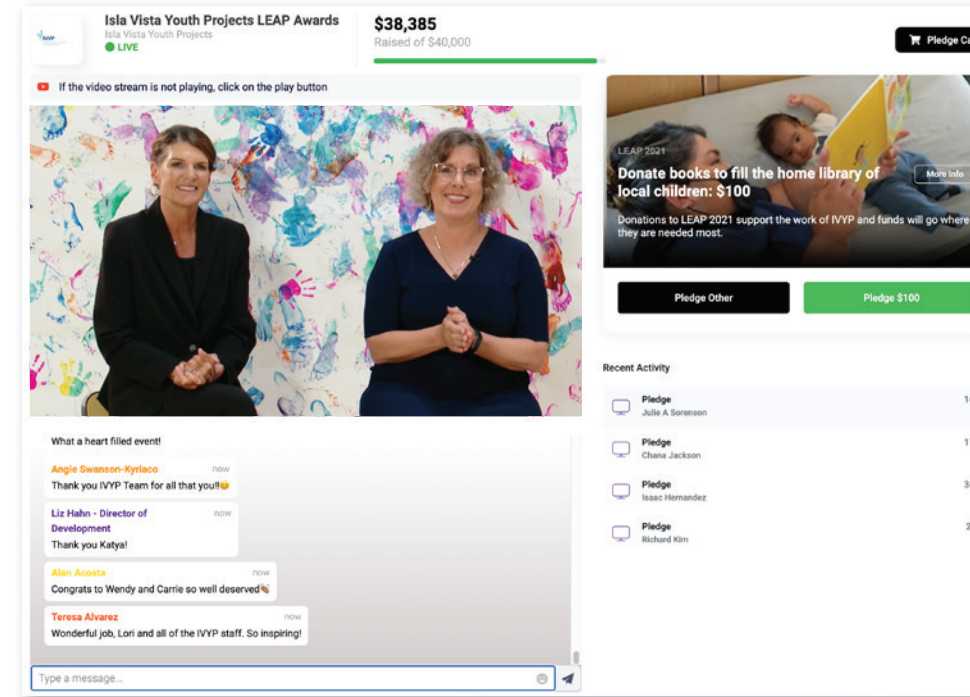 Isla Vista Youth Projects LEAP Awards
Isla Vista Youth Projects
LIVE
$38,385
Raised of $40,000
Pledge Ca
If the video stream is not playing, click on the play button
LEAP 2021
Donate books to fill the home library of
local children: $100
More Info
Donations to LEAP 2021 support the work of IVYP and funds will go where
they are needed most.
Pledge Other
Pledge $100
Recent Activity
Pledge
Julie A Sorenson
Pledge
Chana Jackson
Pledge
Isaac Hernandez
Pledge
Richard Kim
What a heart filled event!
Angie Swanson-Kyriaco now
Thank you IVYP Team for all that you!!😊
Liz Hahn - Director of now
Development
Thank you Katya!
Alan Acosta now
Congrats to Wendy and Carrie so well deserved👏
Teresa Alvarez now
Wonderful job, Lori and all of the IVYP staff. So inspiring!
Type a message...